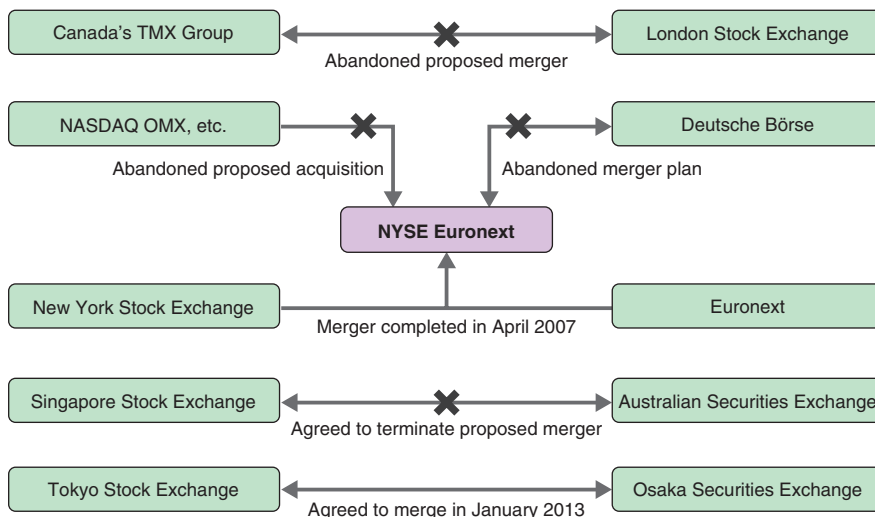 Canada's TMX Group
London Stock Exchange
Abandoned proposed merger
NASDAQ OMX, etc.
Deutsche Börse
Abandoned proposed acquisition
Abandoned merger plan
NYSE Euronext
New York Stock Exchange
Euronext
Merger completed in April 2007
Singapore Stock Exchange
Australian Securities Exchange
Agreed to terminate proposed merger
Tokyo Stock Exchange
Osaka Securities Exchange
Agreed to merge in January 2013